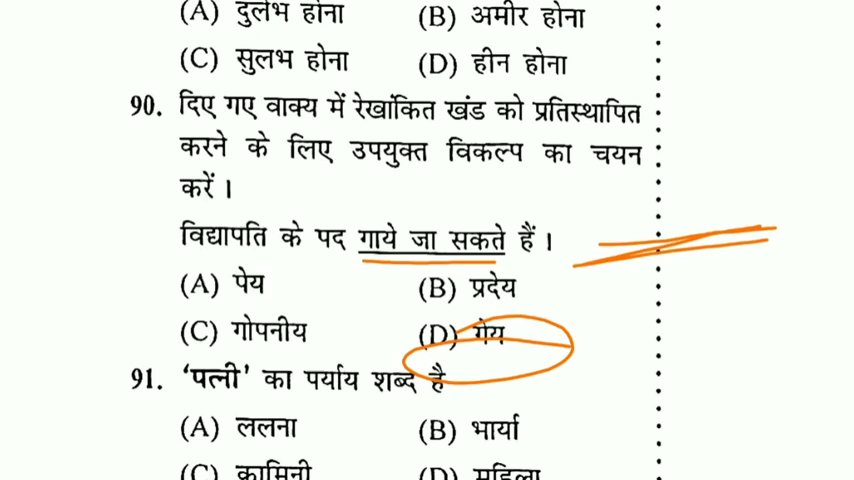 (A) दुर्लभ होना (B) अमीर होना
(C) सुलभ होना (D) हीन होना
90. दिए गए वाक्य में रेखांकित खंड को प्रतिस्थापित
करने के लिए उपयुक्त विकल्प का चयन
करें ।
विद्यापति के पद गाये जा सकते हैं ।
(A) पेय (B) प्रदेय
(C) गोपनीय (D) गेय
91. ‘पत्नी’ का पर्याय शब्द है
(A) ललना (B) भार्या
(C) कामिनी (D) महिला